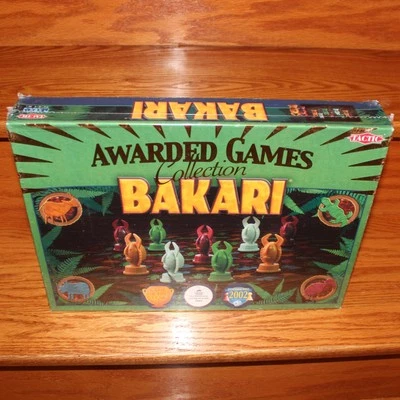 BAKARI
TACTIC
AWARDED GAMES
Collection
BAKARI
2002